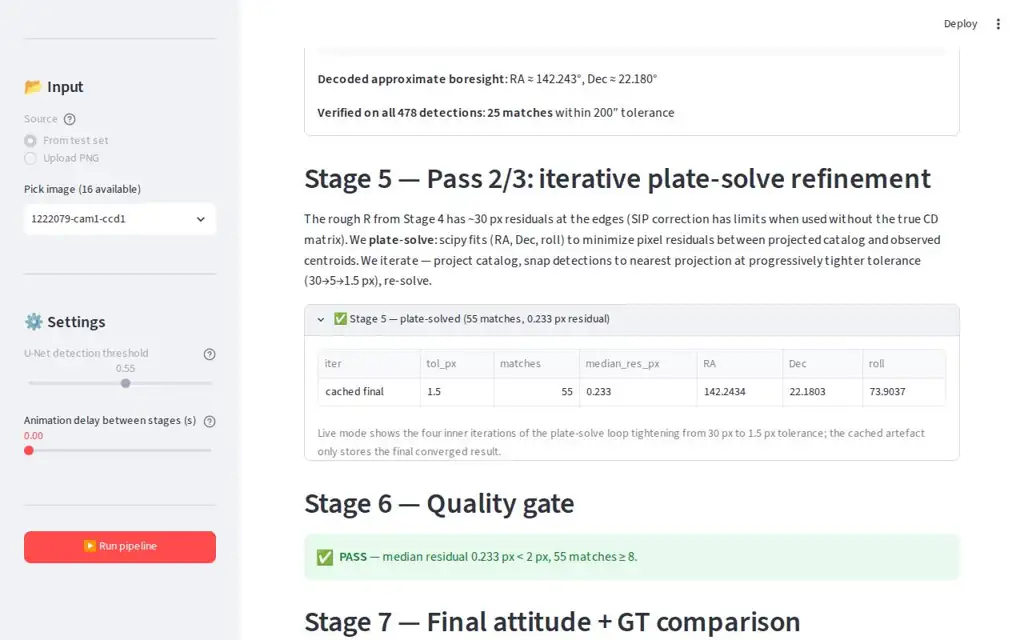 Deploy
Input
Source
From test set
Upload PNG
Pick image (16 available)
1222079-cam1-ccd1
Settings
U-Net detection threshold
0.55
Animation delay between stages (s)
0.00
Run pipeline
Decoded approximate boresight: RA ≈ 142.243°, Dec ≈ 22.180°
Verified on all 478 detections: 25 matches within 200″ tolerance
Stage 5 — Pass 2/3: iterative plate-solve refinement
The rough R from Stage 4 has ~30 px residuals at the edges (SIP correction has limits when used without the true CD
matrix). We plate-solve: scipy fits (RA, Dec, roll) to minimize pixel residuals between projected catalog and observed
centroids. We iterate — project catalog, snap detections to nearest projection at progressively tighter tolerance
(30→5→1.5 px), re-solve.
Stage 5 — plate-solved (55 matches, 0.233 px residual)
iter tol_px matches median_res_px RA Dec roll
cached final 1.5 55 0.233 142.2434 22.1803 73.9037
Live mode shows the four inner iterations of the plate-solve loop tightening from 30 px to 1.5 px tolerance; the cached artefact
only stores the final converged result.
Stage 6 — Quality gate
PASS — median residual 0.233 px < 2 px, 55 matches ≥ 8.
Stage 7 — Final attitude + GT comparison